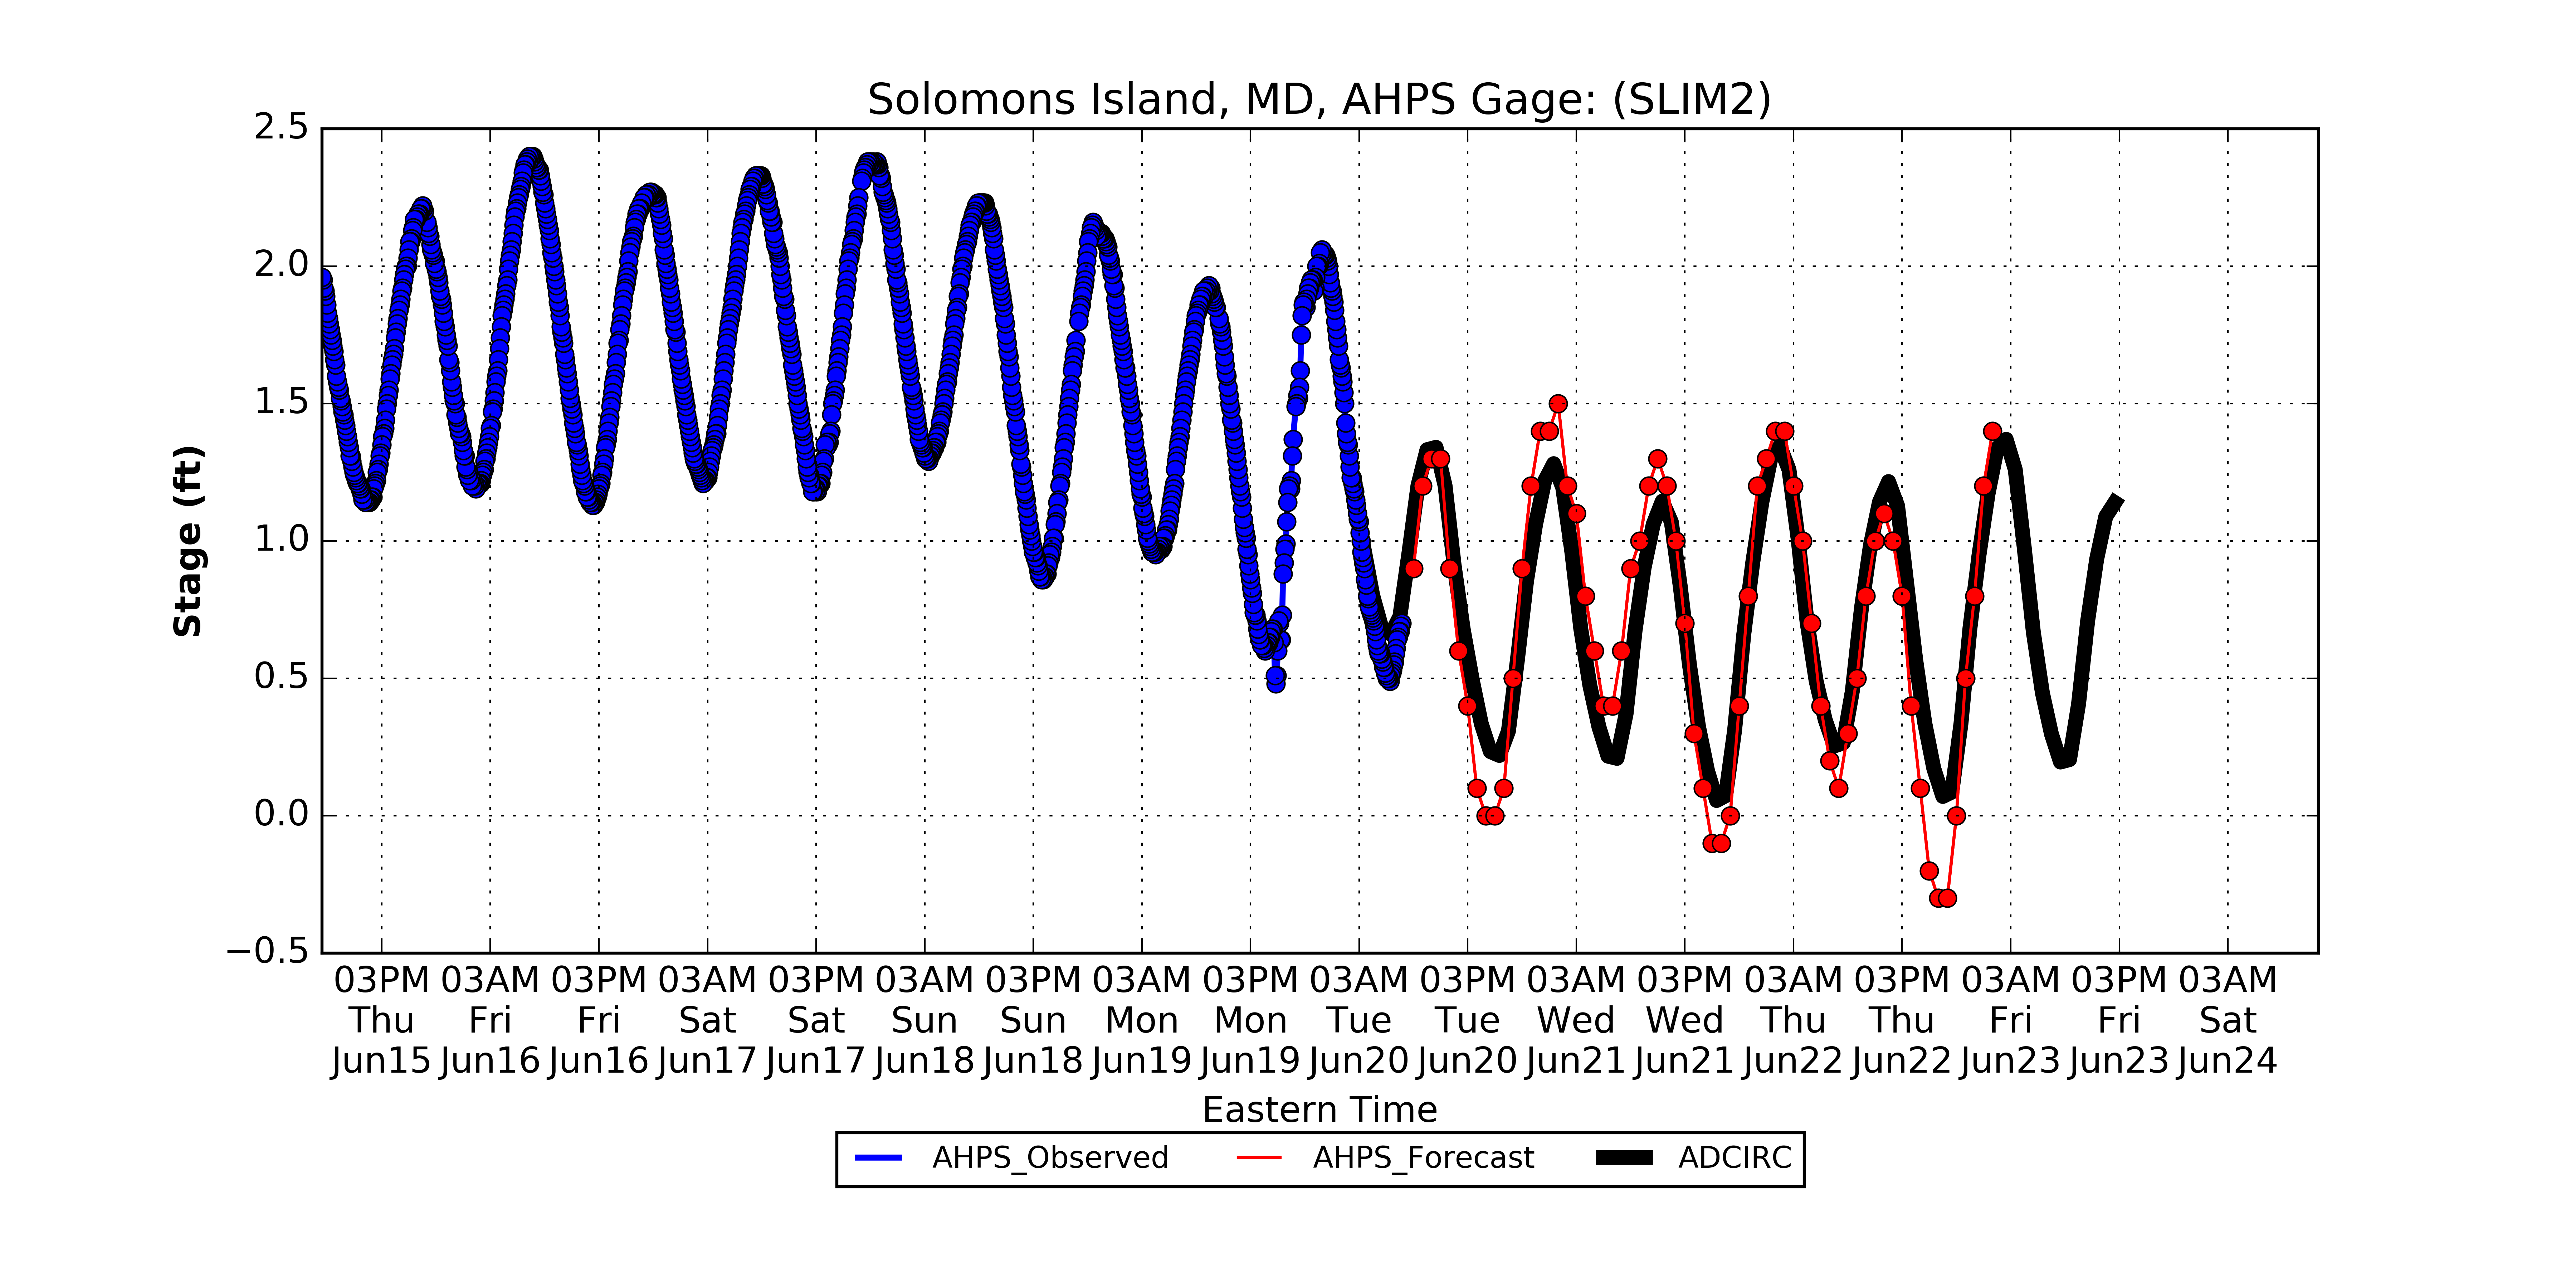 Solomons Island, MD, AHPS Gage: (SLIM2)
2.5
2.0
1.5
1.0
0.5
0.0
−0.5
Stage (ft)
03PM 03AM 03PM 03AM 03PM 03AM 03PM 03AM 03PM 03AM 03PM 03AM 03PM 03AM 03PM 03AM 03PM 03AM
Thu Fri Fri Sat Sat Sun Sun Mon Mon Tue Tue Wed Wed Thu Thu Fri Fri Sat
Jun15 Jun16 Jun16 Jun17 Jun17 Jun18 Jun18 Jun19 Jun19 Jun20 Jun20 Jun21 Jun21 Jun22 Jun22 Jun23 Jun23 Jun24
Eastern Time
AHPS_Observed AHPS_Forecast ADCIRC